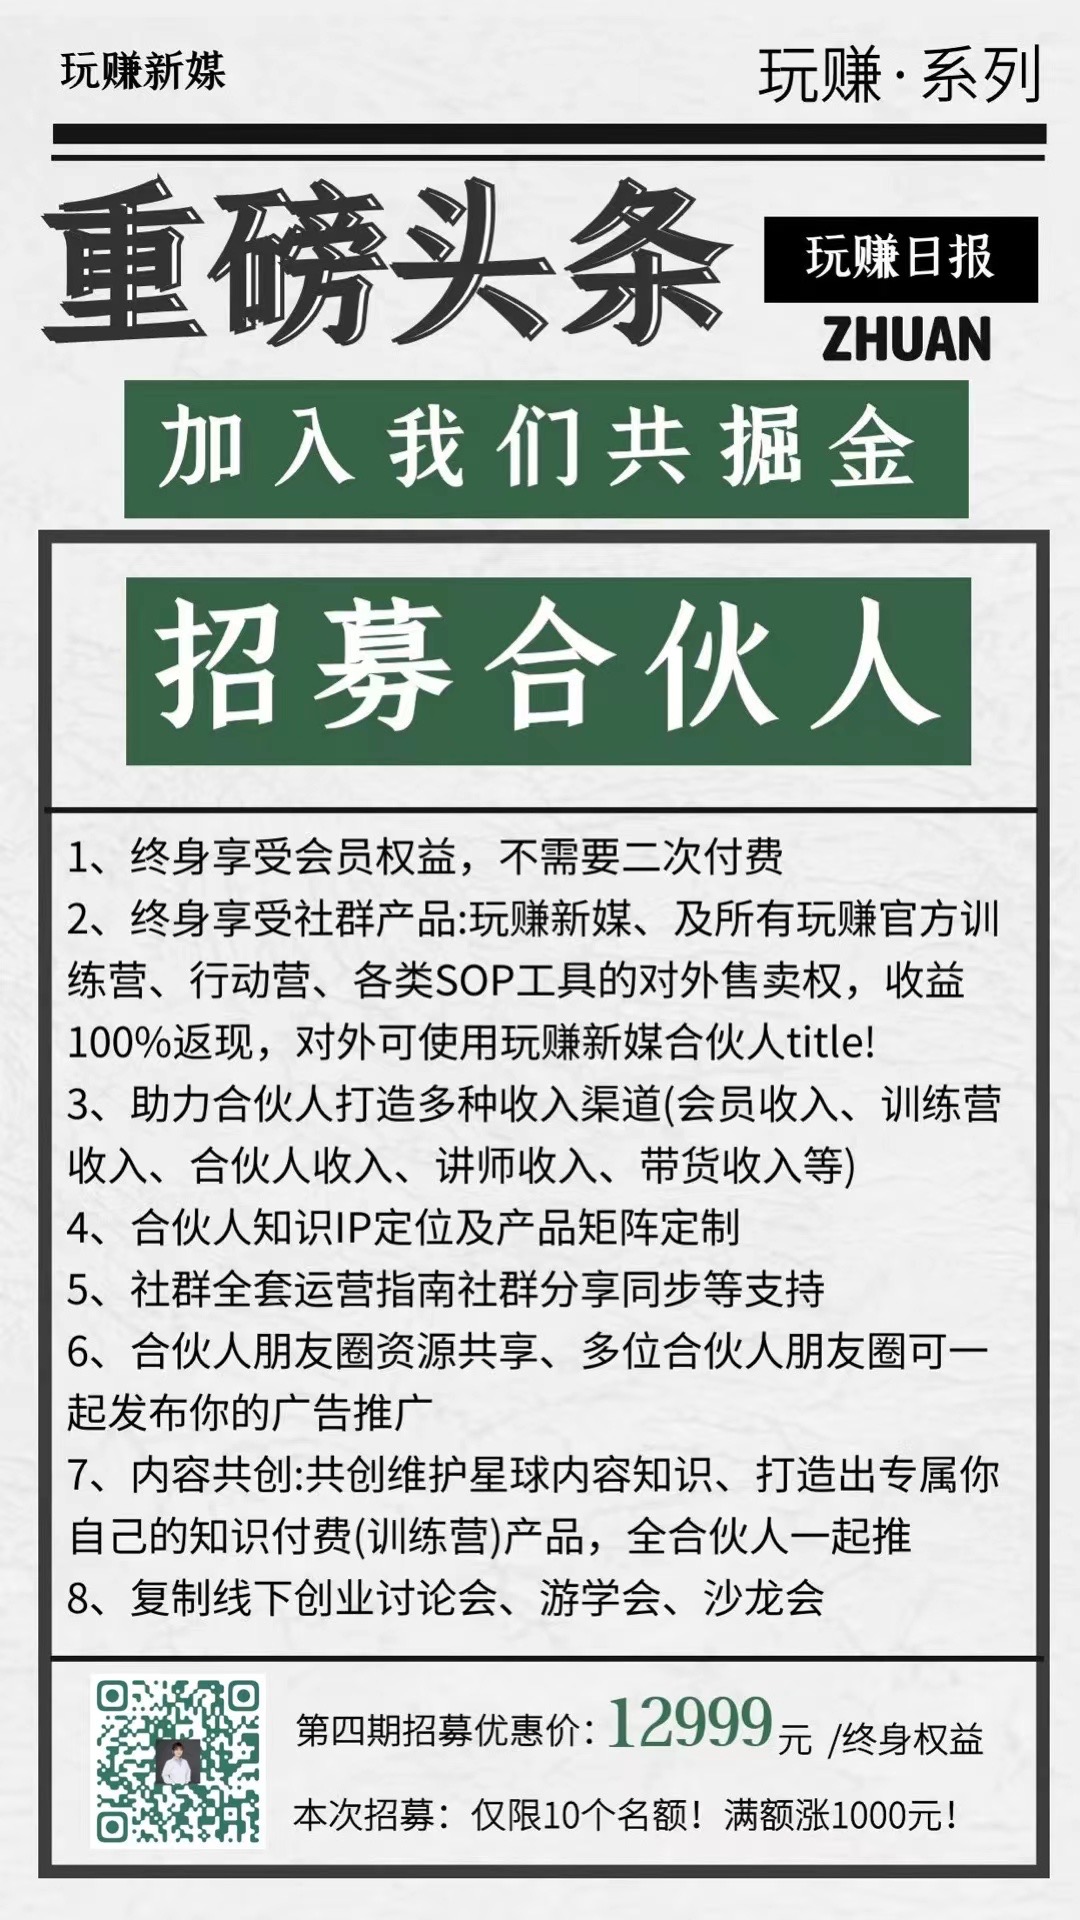 玩赚新媒
玩赚·系列
重磅头条
玩赚日报
ZHUAN
加入我们共掘金
招募合伙人
1、终身享受会员权益，不需要二次付费
2、终身享受社群产品:玩赚新媒、及所有玩赚官方训
练营、行动营、各类SOP工具的对外售卖权，收益
100%返现，对外可使用玩赚新媒合伙人title!
3、助力合伙人打造多种收入渠道(会员收入、训练营
收入、合伙人收入、讲师收入、带货收入等)
4、合伙人知识IP定位及产品矩阵定制
5、社群全套运营指南社群分享同步等支持
6、合伙人朋友圈资源共享、多位合伙人朋友圈可一
起发布你的广告推广
7、内容共创:共创维护星球内容知识、打造出专属你
自己的知识付费(训练营)产品，全合伙人一起推
8、复制线下创业讨论会、游学会、沙龙会
第四期招募优惠价：12999元 /终身权益
本次招募：仅限10个名额！满额涨1000元！